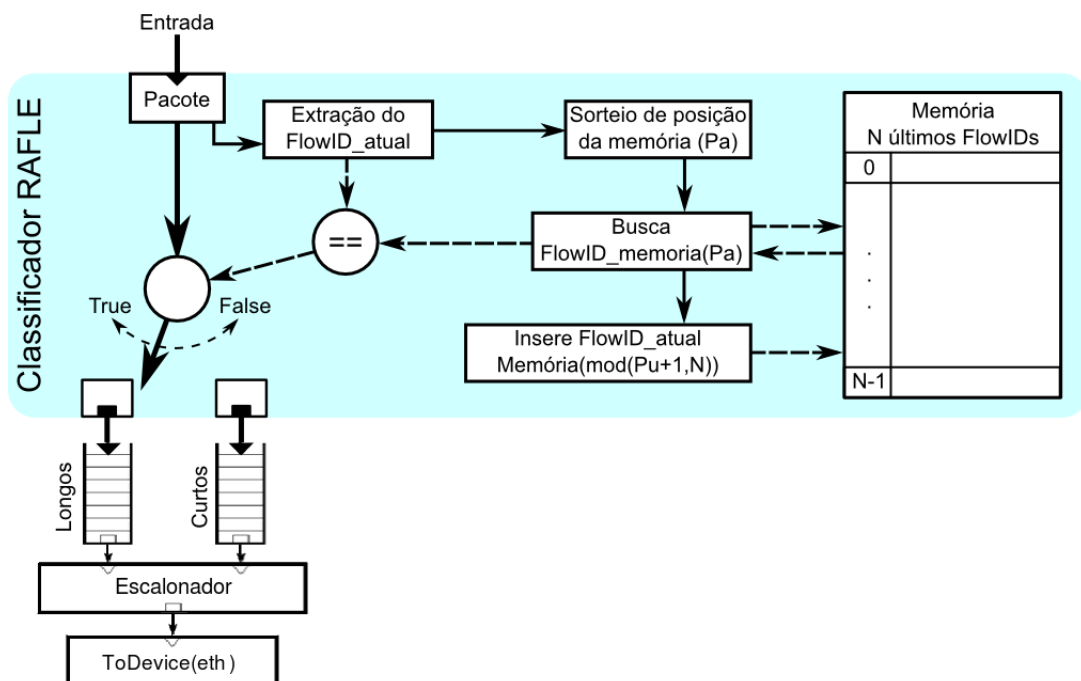 Entrada
Classificador RAFLE
Pacote
Extração do
FlowID_atual
Sorteio de posição
da memória (Pa)
Memória
N últimos FlowIDs
0
==
Busca
FlowID_memoria(Pa)
.
.
.
True
False
Insere FlowID_atual
Memória(mod(Pu+1,N))
N-1
Longos
Curtos
Escalonador
ToDevice(eth )